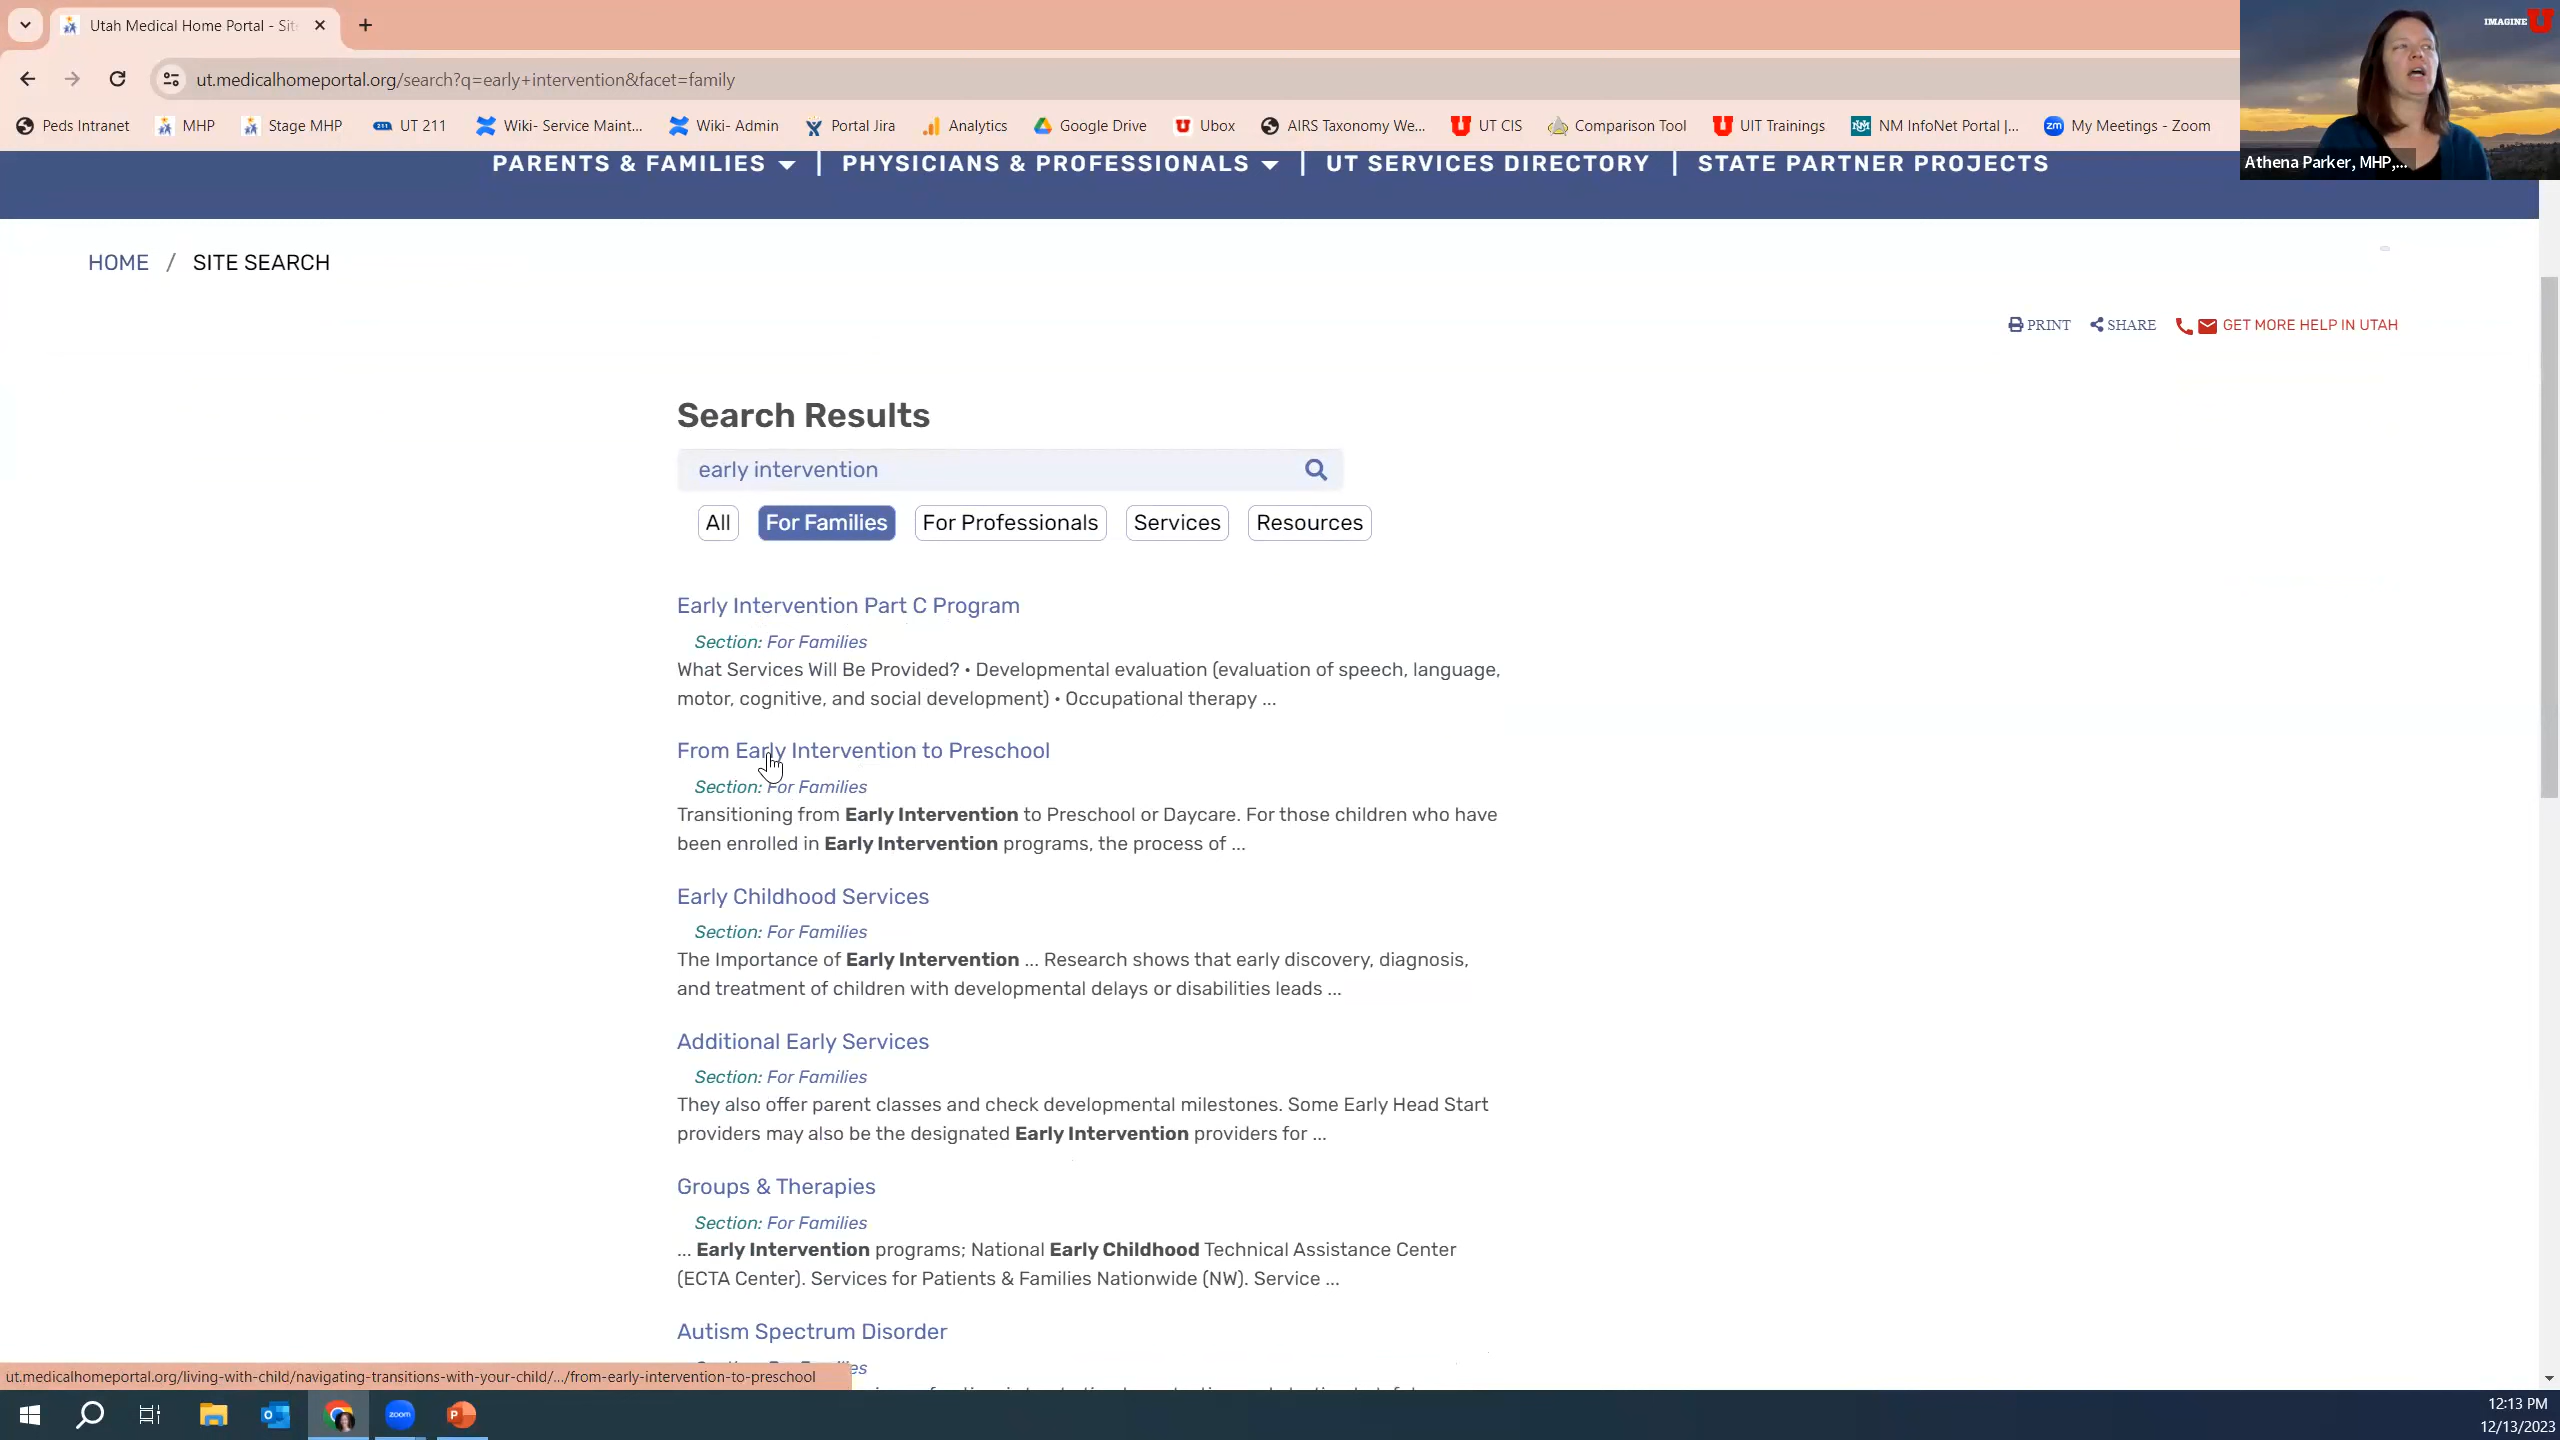 Utah Medical Home Portal - Sit
ut.medicalhomeportal.org/search?q=early+intervention&facet=family
Peds Intranet MHP Stage MHP UT 211 Wiki- Service Maint... Wiki- Admin Portal Jira Analytics Google Drive Ubox AIRS Taxonomy We... UT CIS Comparison Tool UIT Trainings NM InfoNet Portal |... My Meetings - Zoom
IMAGINE U
Athena Parker, MHP,...
PARENTS & FAMILIES | PHYSICIANS & PROFESSIONALS | UT SERVICES DIRECTORY | STATE PARTNER PROJECTS
HOME / SITE SEARCH
PRINT SHARE GET MORE HELP IN UTAH
Search Results
early intervention
All For Families For Professionals Services Resources
Early Intervention Part C Program
Section: For Families
What Services Will Be Provided? • Developmental evaluation (evaluation of speech, language,
motor, cognitive, and social development) • Occupational therapy ...
From Early Intervention to Preschool
Section: For Families
Transitioning from Early Intervention to Preschool or Daycare. For those children who have
been enrolled in Early Intervention programs, the process of ...
Early Childhood Services
Section: For Families
The Importance of Early Intervention ... Research shows that early discovery, diagnosis,
and treatment of children with developmental delays or disabilities leads ...
Additional Early Services
Section: For Families
They also offer parent classes and check developmental milestones. Some Early Head Start
providers may also be the designated Early Intervention providers for ...
Groups & Therapies
Section: For Families
... Early Intervention programs; National Early Childhood Technical Assistance Center
(ECTA Center). Services for Patients & Families Nationwide (NW). Service ...
Autism Spectrum Disorder
ut.medicalhomeportal.org/living-with-child/navigating-transitions-with-your-child/.../from-early-intervention-to-preschool
zoom
12:13 PM
12/13/2023